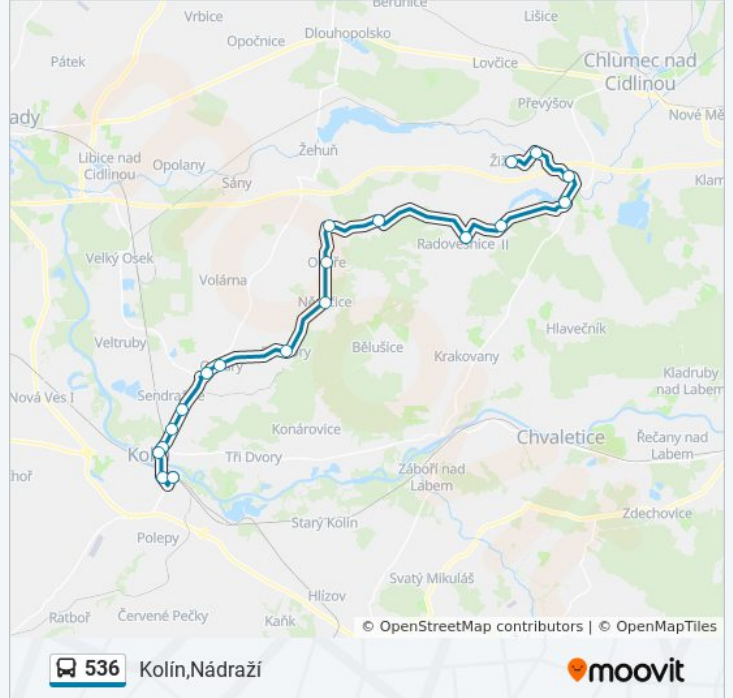 Berunice
Vrbice
Lišice
Opočnice
Dlouhopolsko
Pátek
Lovčice
Chlumec nad
Cidlinou
Převýšov
ady
Nové Mě
Libice nad
Cidlinou
Opolany
Žehuň
Sány
Klam
Velký Osek
Radovesnice II
Volárna
Hlavečník
Veltruby
Bělušice
Krakovany
Kladruby
nad Labem
Sendraž
Nová Ves I
Konárovice
Chvaletice
Řečany nad
Labem
Tři Dvory
Záboří nad
Labem
Starý Kolín
Zdechovice
Polepy
Svatý Mikuláš
Hlízov
Ratboř
Červené Pečky
Kaňk
© OpenStreetMap contributors | © OpenMapTiles
536 Kolín,Nádraží
moovit